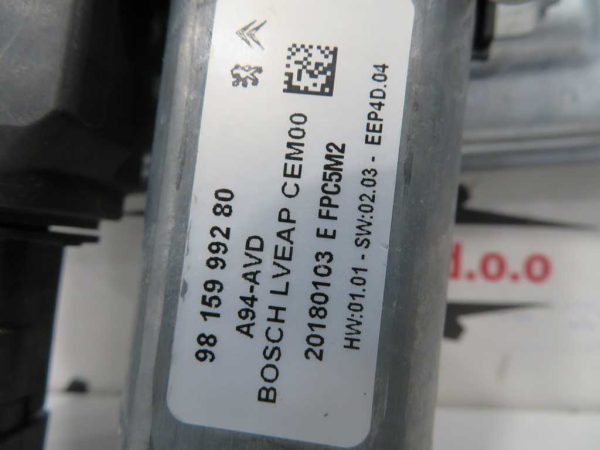 98 159 992 80
A94-AVD
BOSCH LVEAP CEM00
20180103 E FPC5M2
HW:01.01 - SW:02.03 - EEP4D.04
d.o.o